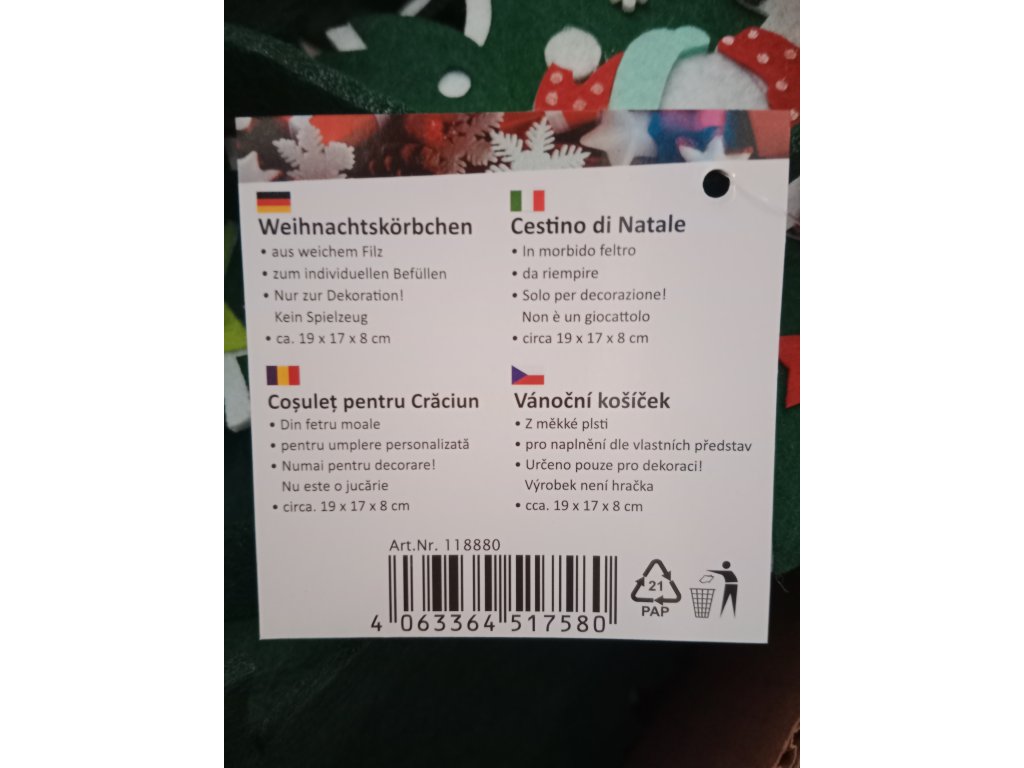 Weihnachtskörbchen
• aus weichem Filz
• zum individuellen Befüllen
• Nur zur Dekoration!
Kein Spielzeug
• ca. 19 x 17 x 8 cm
Cestino di Natale
• In morbido feltro
• da riempire
• Solo per decorazione!
Non è un giocattolo
• circa 19 x 17 x 8 cm
Coșuleț pentru Crăciun
• Din fetru moale
• pentru umplere personalizată
• Numai pentru decorare!
Nu este o jucărie
• circa. 19 x 17 x 8 cm
Vánoční košíček
• Z měkké plsti
• pro naplnění dle vlastních představ
• Určeno pouze pro dekoraci!
Výrobek není hračka
• cca. 19 x 17 x 8 cm
Art.Nr. 118880
4 063364 517580
21
PAP